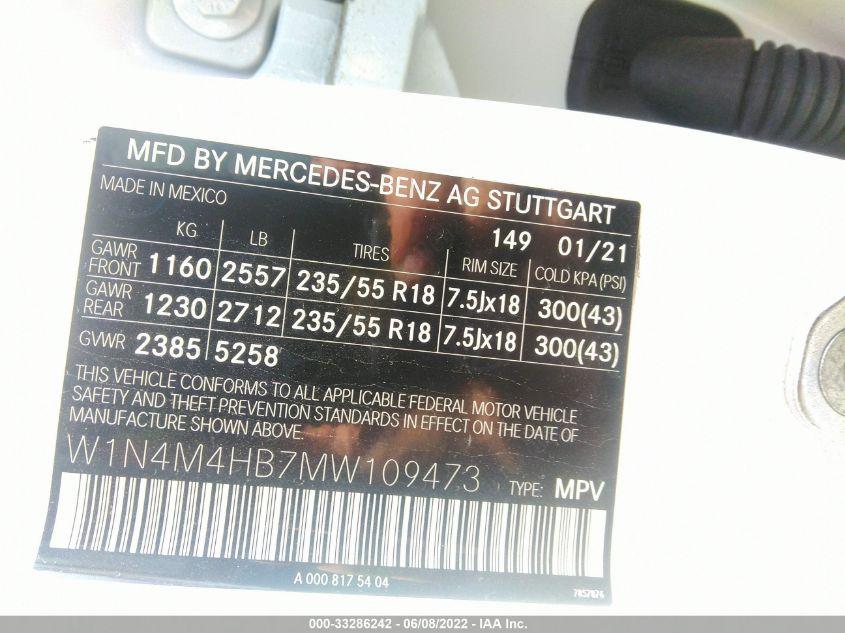 MFD BY MERCEDES-BENZ AG STUTTGART
MADE IN MEXICO 149 01/21
KG LB TIRES RIM SIZE COLD KPA (PSI)
GAWR FRONT 1160 2557 235/55 R18 7.5Jx18 300(43)
GAWR REAR 1230 2712 235/55 R18 7.5Jx18 300(43)
GVWR 2385 5258
THIS VEHICLE CONFORMS TO ALL APPLICABLE FEDERAL MOTOR VEHICLE
SAFETY AND THEFT PREVENTION STANDARDS IN EFFECT ON THE DATE OF
MANUFACTURE SHOWN ABOVE.
W1N4M4HB7MW109473 TYPE: MPV
A 000 817 54 04
000-33286242 - 06/08/2022 - IAA Inc.